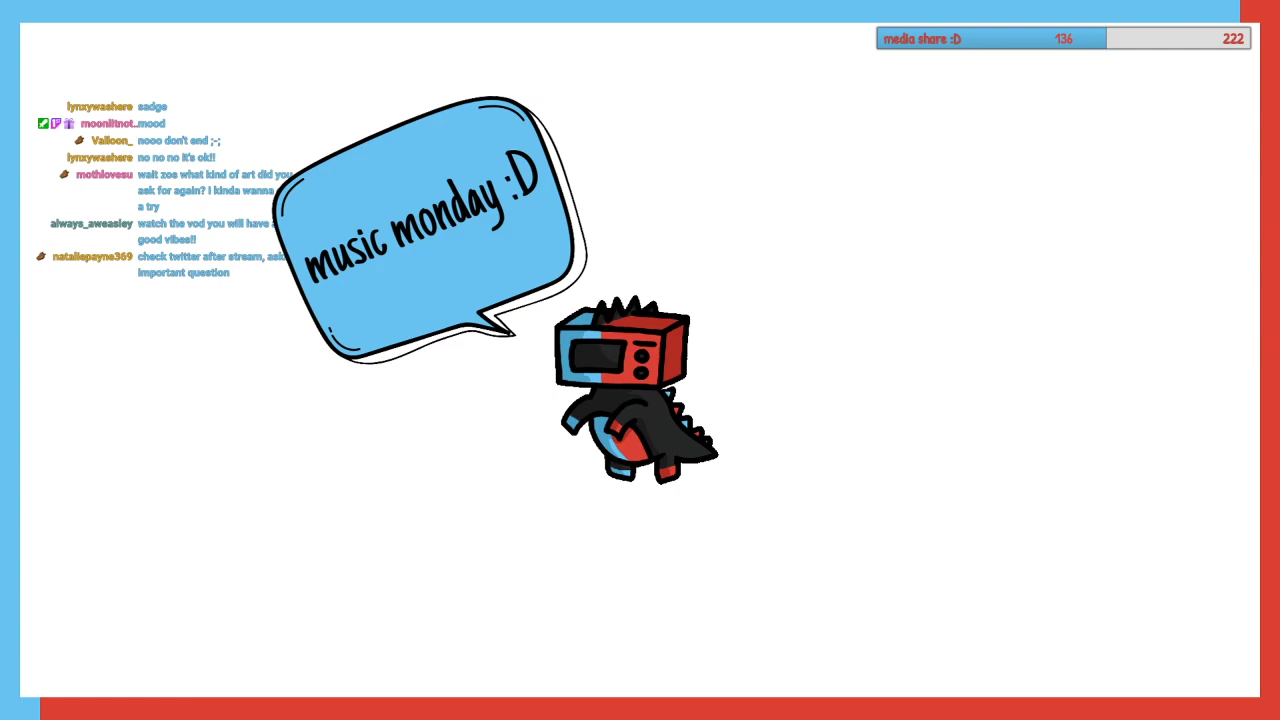 media share :D 136 222
lynxywashere sadge
moonlitnot.. mood
Valloon_ nooo don't end ;-;
lynxywashere no no no it's ok!!
mothlovesu wait zoe what kind of art did you
ask for again? I kinda wanna
a try
always_aweasley watch the vod you will have
good vibes!!
nataliepayne369 check twitter after stream, ask
important question
music monday :D